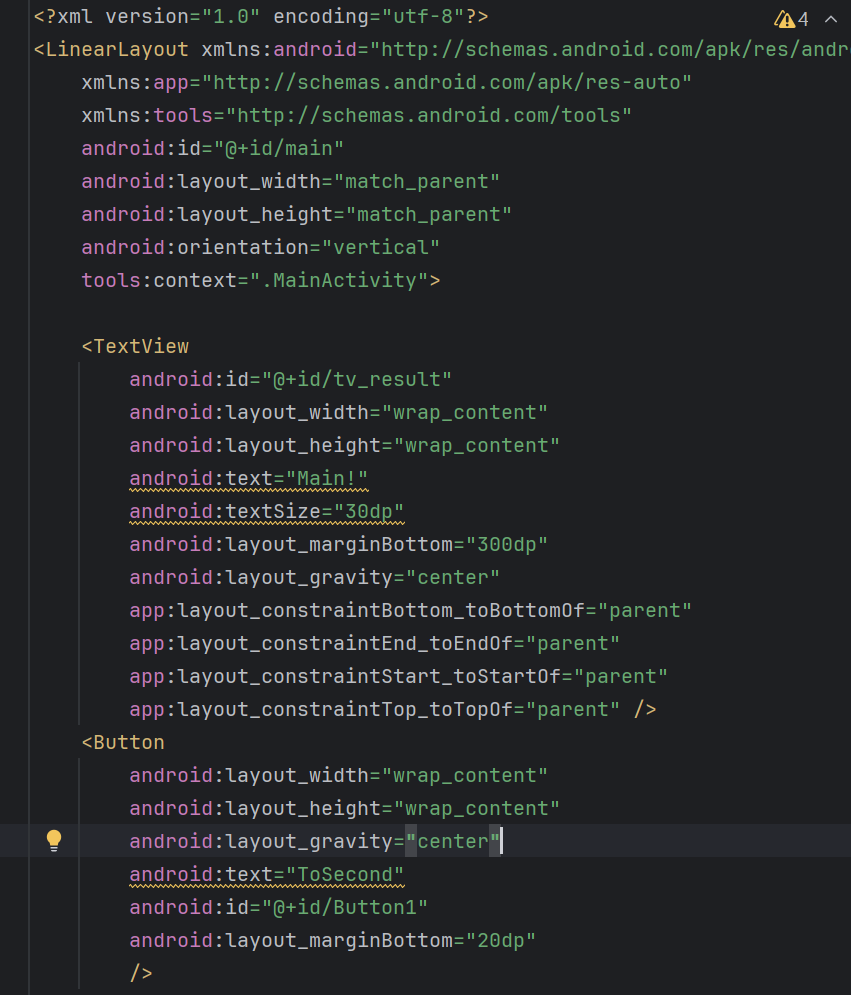 <?xml version="1.0" encoding="utf-8"?>
4
<LinearLayout xmlns:android="http://schemas.android.com/apk/res/andr
xmlns:app="http://schemas.android.com/apk/res-auto"
xmlns:tools="http://schemas.android.com/tools"
android:id="@+id/main"
android:layout_width="match_parent"
android:layout_height="match_parent"
android:orientation="vertical"
tools:context=".MainActivity">
<TextView
android:id="@+id/tv_result"
android:layout_width="wrap_content"
android:layout_height="wrap_content"
android:text="Main!"
android:textSize="30dp"
android:layout_marginBottom="300dp"
android:layout_gravity="center"
app:layout_constraintBottom_toBottomOf="parent"
app:layout_constraintEnd_toEndOf="parent"
app:layout_constraintStart_toStartOf="parent"
app:layout_constraintTop_toTopOf="parent" />
<Button
android:layout_width="wrap_content"
android:layout_height="wrap_content"
android:layout_gravity="center"
android:text="ToSecond"
android:id="@+id/Button1"
android:layout_marginBottom="20dp"
/>